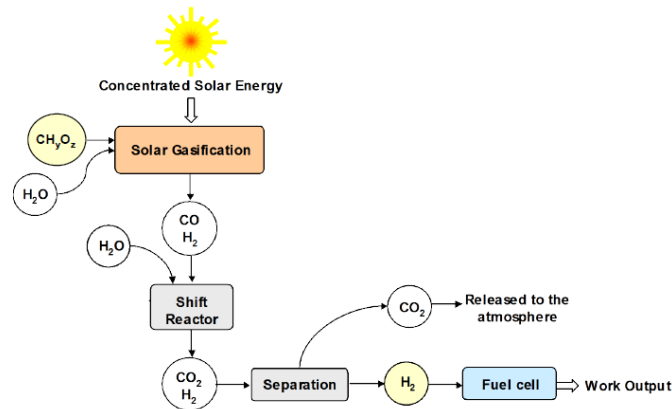 Concentrated Solar Energy
CHyOz
Solar Gasification
H2O
CO
H2
H2O
Shift
Reactor
CO2
Released to the
atmosphere
CO2
H2
Separation
H2
Fuel cell
Work Output